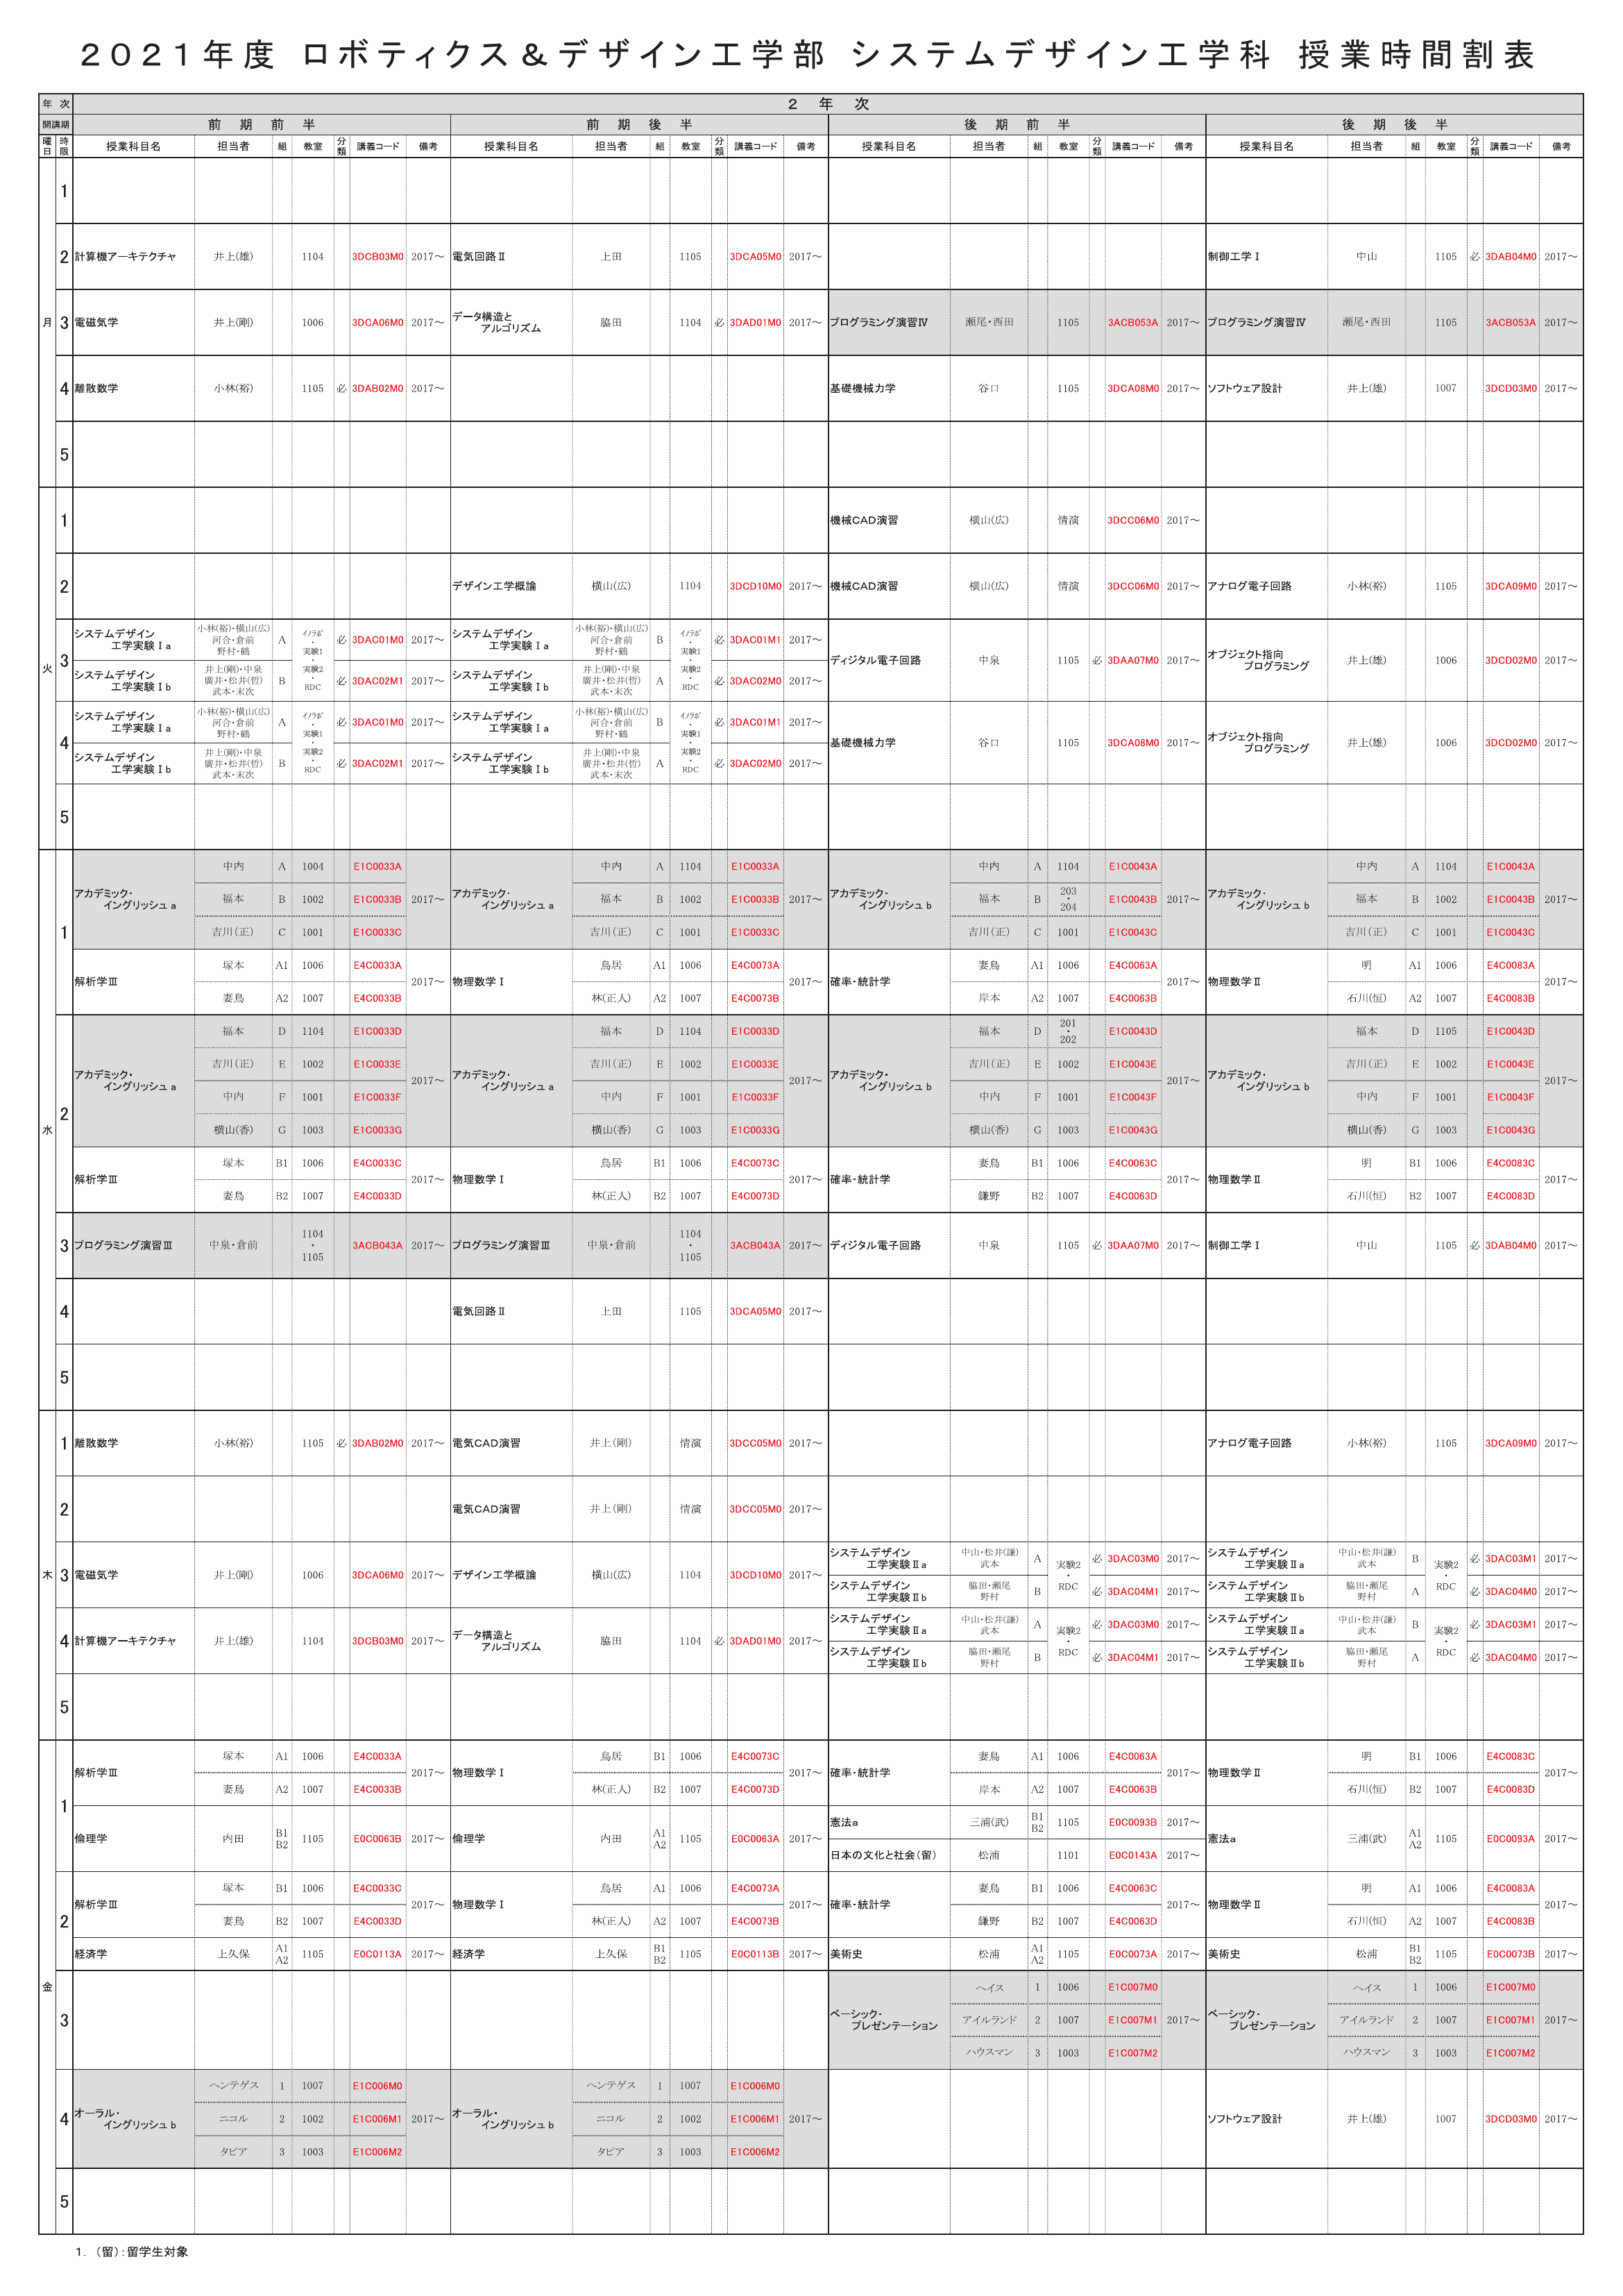 2021年度 ロボティクス&デザイン工学部 システムデザイン工学科 授業時間割表
年次 2年次
開講期 前期前半 前期後半 後期前半 後期後半
曜日 時限 授業科目名 担当者 組 教室 分類 講義コード 備考 授業科目名 担当者 組 教室 分類 講義コード 備考 授業科目名 担当者 組 教室 分類 講義コード 備考 授業科目名 担当者 組 教室 分類 講義コード 備考
月
1
2 計算機アーキテクチャ 井上(雄) 1104 3DCB03M0 2017～ 電気回路Ⅱ 上田 1105 3DCA05M0 2017～ 制御工学Ⅰ 中山 1105 必 3DAB04M0 2017～
3 電磁気学 井上(剛) 1006 3DCA06M0 2017～ データ構造と アルゴリズム 脇田 1104 必 3DAD01M0 2017～ プログラミング演習Ⅳ 瀬尾・西田 1105 3ACB053A 2017～ プログラミング演習Ⅳ 瀬尾・西田 1105 3ACB053A 2017～
4 離散数学 小林(裕) 1105 必 3DAB02M0 2017～ 基礎機械力学 谷口 1105 3DCA08M0 2017～ ソフトウェア設計 井上(雄) 1007 3DCD03M0 2017～
5
火
1 機械CAD演習 横山(広) 情演 3DCC06M0 2017～
2 デザイン工学概論 横山(広) 1104 3DCD10M0 2017～ 機械CAD演習 横山(広) 情演 3DCC06M0 2017～ アナログ電子回路 小林(裕) 1105 3DCA09M0 2017～
3 システムデザイン 工学実験Ⅰa 小林(裕)・横山(広) 河合・倉前 野村・鶴 A イノラボ・実験1・実験2・RDC 必 3DAC01M0 2017～ システムデザイン 工学実験Ⅰa 小林(裕)・横山(広) 河合・倉前 野村・鶴 B イノラボ・実験1・実験2・RDC 必 3DAC01M1 2017～ ディジタル電子回路 中泉 1105 必 3DAA07M0 2017～ オブジェクト指向 プログラミング 井上(雄) 1006 3DCD02M0 2017～
システムデザイン 工学実験Ⅰb 井上(剛)・中泉 廣井・松井(哲) 武本・末次 B 必 3DAC02M1 2017～ システムデザイン 工学実験Ⅰb 井上(剛)・中泉 廣井・松井(哲) 武本・末次 A 必 3DAC02M0 2017～
4 システムデザイン 工学実験Ⅰa 小林(裕)・横山(広) 河合・倉前 野村・鶴 A イノラボ・実験1・実験2・RDC 必 3DAC01M0 2017～ システムデザイン 工学実験Ⅰa 小林(裕)・横山(広) 河合・倉前 野村・鶴 B イノラボ・実験1・実験2・RDC 必 3DAC01M1 2017～ 基礎機械力学 谷口 1105 3DCA08M0 2017～ オブジェクト指向 プログラミング 井上(雄) 1006 3DCD02M0 2017～
システムデザイン 工学実験Ⅰb 井上(剛)・中泉 廣井・松井(哲) 武本・末次 B 必 3DAC02M1 2017～ システムデザイン 工学実験Ⅰb 井上(剛)・中泉 廣井・松井(哲) 武本・末次 A 必 3DAC02M0 2017～
5
水
1 アカデミック・ イングリッシュa 中内 A 1004 E1C0033A 2017～ アカデミック・ イングリッシュa 中内 A 1104 E1C0033A 2017～ アカデミック・ イングリッシュb 中内 A 1104 E1C0043A 2017～ アカデミック・ イングリッシュb 中内 A 1104 E1C0043A 2017～
福本 B 1002 E1C0033B 福本 B 1002 E1C0033B 福本 B 203・204 E1C0043B 福本 B 1002 E1C0043B
吉川(正) C 1001 E1C0033C 吉川(正) C 1001 E1C0033C 吉川(正) C 1001 E1C0043C 吉川(正) C 1001 E1C0043C
解析学Ⅲ 塚本 A1 1006 E4C0033A 2017～ 物理数学Ⅰ 鳥居 A1 1006 E4C0073A 2017～ 確率・統計学 妻鳥 A1 1006 E4C0063A 2017～ 物理数学Ⅱ 明 A1 1006 E4C0083A 2017～
妻鳥 A2 1007 E4C0033B 林(正人) A2 1007 E4C0073B 岸本 A2 1007 E4C0063B 石川(恒) A2 1007 E4C0083B
2 アカデミック・ イングリッシュa 福本 D 1104 E1C0033D 2017～ アカデミック・ イングリッシュa 福本 D 1104 E1C0033D 2017～ アカデミック・ イングリッシュb 福本 D 201・202 E1C0043D 2017～ アカデミック・ イングリッシュb 福本 D 1105 E1C0043D 2017～
吉川(正) E 1002 E1C0033E 吉川(正) E 1002 E1C0033E 吉川(正) E 1002 E1C0043E 吉川(正) E 1002 E1C0043E
中内 F 1001 E1C0033F 中内 F 1001 E1C0033F 中内 F 1001 E1C0043F 中内 F 1001 E1C0043F
横山(香) G 1003 E1C0033G 横山(香) G 1003 E1C0033G 横山(香) G 1003 E1C0043G 横山(香) G 1003 E1C0043G
解析学Ⅲ 塚本 B1 1006 E4C0033C 2017～ 物理数学Ⅰ 鳥居 B1 1006 E4C0073C 2017～ 確率・統計学 妻鳥 B1 1006 E4C0063C 2017～ 物理数学Ⅱ 明 B1 1006 E4C0083C 2017～
妻鳥 B2 1007 E4C0033D 林(正人) B2 1007 E4C0073D 鎌野 B2 1007 E4C0063D 石川(恒) B2 1007 E4C0083D
3 プログラミング演習Ⅲ 中泉・倉前 1104・1105 3ACB043A 2017～ プログラミング演習Ⅲ 中泉・倉前 1104・1105 3ACB043A 2017～ ディジタル電子回路 中泉 1105 必 3DAA07M0 2017～ 制御工学Ⅰ 中山 1105 必 3DAB04M0 2017～
4 電気回路Ⅱ 上田 1105 3DCA05M0 2017～
5
木
1 離散数学 小林(裕) 1105 必 3DAB02M0 2017～ 電気CAD演習 井上(剛) 情演 3DCC05M0 2017～ アナログ電子回路 小林(裕) 1105 3DCA09M0 2017～
2 電気CAD演習 井上(剛) 情演 3DCC05M0 2017～
3 電磁気学 井上(剛) 1006 3DCA06M0 2017～ デザイン工学概論 横山(広) 1104 3DCD10M0 2017～ システムデザイン 工学実験Ⅱa 中山・松井(謙) 武本 A 実験2・RDC 必 3DAC03M0 2017～ システムデザイン 工学実験Ⅱa 中山・松井(謙) 武本 B 実験2・RDC 必 3DAC03M1 2017～
システムデザイン 工学実験Ⅱb 脇田・瀬尾 野村 B 必 3DAC04M1 2017～ システムデザイン 工学実験Ⅱb 脇田・瀬尾 野村 A 必 3DAC04M0 2017～
4 計算機アーキテクチャ 井上(雄) 1104 3DCB03M0 2017～ データ構造と アルゴリズム 脇田 1104 必 3DAD01M0 2017～ システムデザイン 工学実験Ⅱa 中山・松井(謙) 武本 A 実験2・RDC 必 3DAC03M0 2017～ システムデザイン 工学実験Ⅱa 中山・松井(謙) 武本 B 実験2・RDC 必 3DAC03M1 2017～
システムデザイン 工学実験Ⅱb 脇田・瀬尾 野村 B 必 3DAC04M1 2017～ システムデザイン 工学実験Ⅱb 脇田・瀬尾 野村 A 必 3DAC04M0 2017～
5
金
1 解析学Ⅲ 塚本 A1 1006 E4C0033A 2017～ 物理数学Ⅰ 鳥居 B1 1006 E4C0073C 2017～ 確率・統計学 妻鳥 A1 1006 E4C0063A 2017～ 物理数学Ⅱ 明 B1 1006 E4C0083C 2017～
妻鳥 A2 1007 E4C0033B 林(正人) B2 1007 E4C0073D 岸本 A2 1007 E4C0063B 石川(恒) B2 1007 E4C0083D
倫理学 内田 B1 B2 1105 E0C0063B 2017～ 倫理学 内田 A1 A2 1105 E0C0063A 2017～ 憲法a 三浦(武) B1 B2 1105 E0C0093B 2017～ 憲法a 三浦(武) A1 A2 1105 E0C0093A 2017～
日本の文化と社会(留) 松浦 1101 E0C0143A 2017～
2 解析学Ⅲ 塚本 B1 1006 E4C0033C 2017～ 物理数学Ⅰ 鳥居 A1 1006 E4C0073A 2017～ 確率・統計学 妻鳥 B1 1006 E4C0063C 2017～ 物理数学Ⅱ 明 A1 1006 E4C0083A 2017～
妻鳥 B2 1007 E4C0033D 林(正人) A2 1007 E4C0073B 鎌野 B2 1007 E4C0063D 石川(恒) A2 1007 E4C0083B
経済学 上久保 A1 A2 1105 E0C0113A 2017～ 経済学 上久保 B1 B2 1105 E0C0113B 2017～ 美術史 松浦 A1 A2 1105 E0C0073A 2017～ 美術史 松浦 B1 B2 1105 E0C0073B 2017～
3 ベーシック・ プレゼンテーション ヘイス 1 1006 E1C007M0 2017～ ベーシック・ プレゼンテーション ヘイス 1 1006 E1C007M0 2017～
アイルランド 2 1007 E1C007M1 アイルランド 2 1007 E1C007M1
ハウスマン 3 1003 E1C007M2 ハウスマン 3 1003 E1C007M2
4 オーラル・ イングリッシュb ヘンテゲス 1 1007 E1C006M0 2017～ オーラル・ イングリッシュb ヘンテゲス 1 1007 E1C006M0 2017～ ソフトウェア設計 井上(雄) 1007 3DCD03M0 2017～
ニコル 2 1002 E1C006M1 ニコル 2 1002 E1C006M1
タビア 3 1003 E1C006M2 タビア 3 1003 E1C006M2
5
1. (留):留学生対象